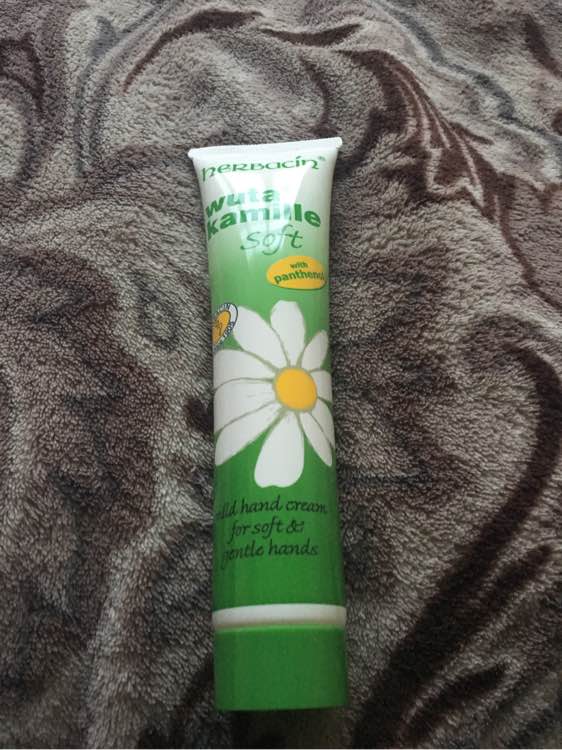 herbacin®
wuta
kamille
soft
with
panthenol
mild hand cream
for soft &
gentle hands